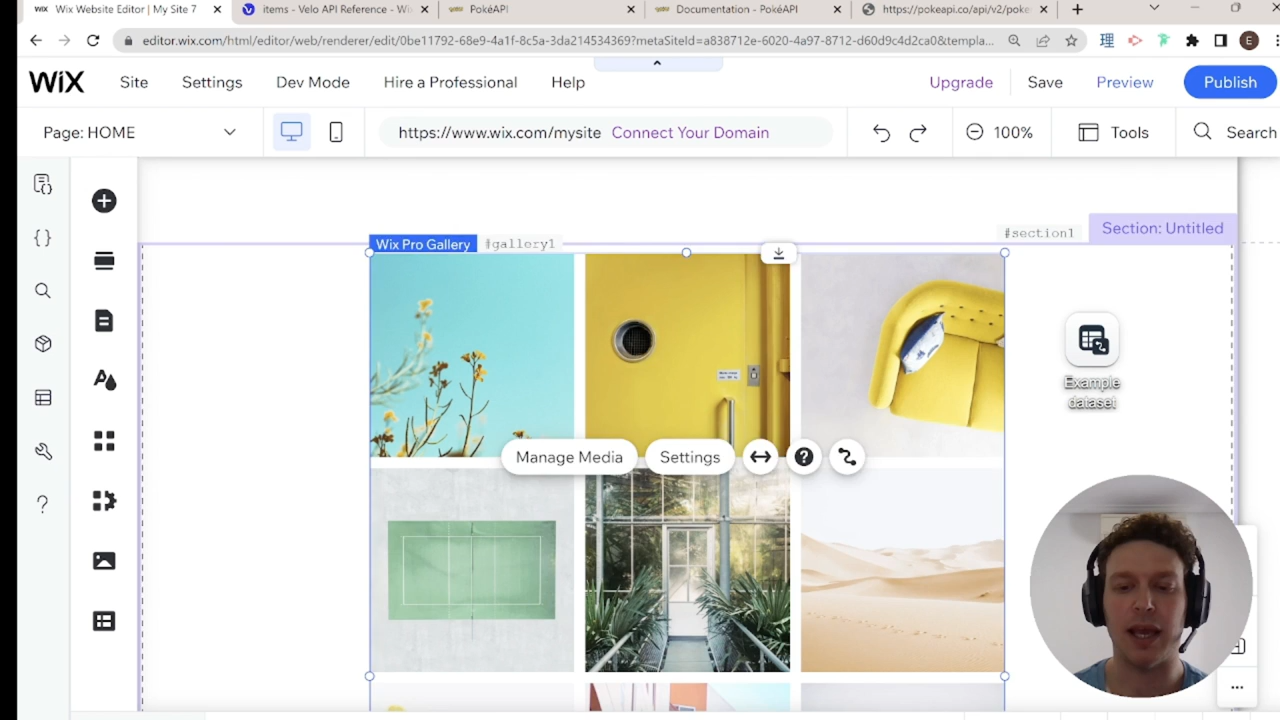 WiX Wix Website Editor | My Site 7
items - Velo API Reference - Wi
PokéAPI
Documentation - PokéAPI
https://pokeapi.co/api/v2/poke
editor.wix.com/html/editor/web/renderer/edit/0be11792-68e9-4a1f-8c5a-3da214534369?metaSiteId=a838712e-6020-4a97-8712-d60d9c4d2ca0&templa...
理
E
WiX Site Settings Dev Mode Hire a Professional Help Upgrade Save Preview Publish
Page: HOME https://www.wix.com/mysite Connect Your Domain 100% Tools Search
#section1 Section: Untitled
Wix Pro Gallery #gallery1
Example
dataset
Manage Media Settings